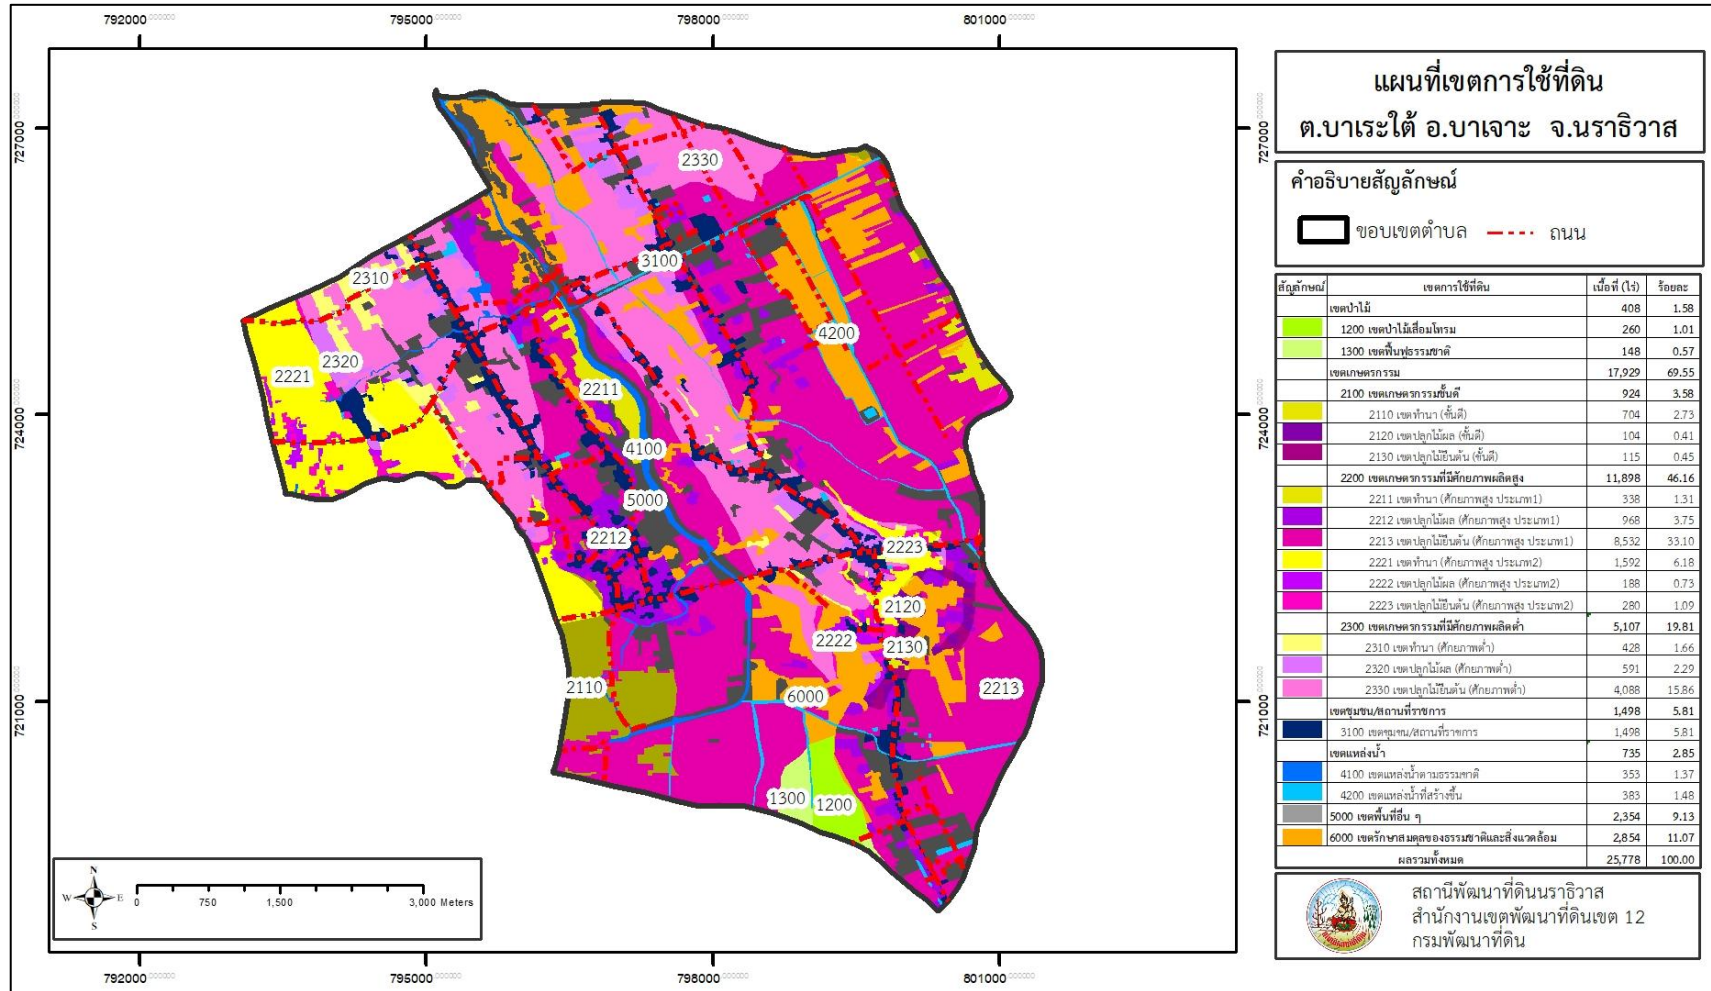 792000
795000
798000
801000
727000
724000
721000
727000
724000
721000
792000
795000
798000
801000
2330
3100
2310
4200
2320
2221
2211
4100
5000
2212
2223
2120
2222
2130
2110
2213
6000
1300
1200
N
W E
S
0 750 1,500 3,000 Meters
แผนที่เขตการใช้ที่ดิน
ต.บาเระใต้ อ.บาเจาะ จ.นราธิวาส
คำอธิบายสัญลักษณ์
ขอบเขตตำบล ถนน
สัญลักษณ์ เขตการใช้ที่ดิน เนื้อที่ (ไร่) ร้อยละ
เขตป่าไม้ 408 1.58
1200 เขตป่าไม้เสื่อมโทรม 260 1.01
1300 เขตฟื้นฟูธรรมชาติ 148 0.57
เขตเกษตรกรรม 17,929 69.55
2100 เขตเกษตรกรรมชั้นดี 924 3.58
2110 เขตทำนา (ชั้นดี) 704 2.73
2120 เขตปลูกไม้ผล (ชั้นดี) 104 0.41
2130 เขตปลูกไม้ยืนต้น (ชั้นดี) 115 0.45
2200 เขตเกษตรกรรมที่มีศักยภาพผลิตสูง 11,898 46.16
2211 เขตทำนา (ศักยภาพสูง ประเภท1) 338 1.31
2212 เขตปลูกไม้ผล (ศักยภาพสูง ประเภท1) 968 3.75
2213 เขตปลูกไม้ยืนต้น (ศักยภาพสูง ประเภท1) 8,532 33.10
2221 เขตทำนา (ศักยภาพสูง ประเภท2) 1,592 6.18
2222 เขตปลูกไม้ผล (ศักยภาพสูง ประเภท2) 188 0.73
2223 เขตปลูกไม้ยืนต้น (ศักยภาพสูง ประเภท2) 280 1.09
2300 เขตเกษตรกรรมที่มีศักยภาพผลิตต่ำ 5,107 19.81
2310 เขตทำนา (ศักยภาพต่ำ) 428 1.66
2320 เขตปลูกไม้ผล (ศักยภาพต่ำ) 591 2.29
2330 เขตปลูกไม้ยืนต้น (ศักยภาพต่ำ) 4,088 15.86
เขตชุมชน/สถานที่ราชการ 1,498 5.81
3100 เขตชุมชน/สถานที่ราชการ 1,498 5.81
เขตแหล่งน้ำ 735 2.85
4100 เขตแหล่งน้ำตามธรรมชาติ 353 1.37
4200 เขตแหล่งน้ำที่สร้างขึ้น 383 1.48
5000 เขตพื้นที่อื่น ๆ 2,354 9.13
6000 เขตรักษาสมดุลของธรรมชาติและสิ่งแวดล้อม 2,854 11.07
ผลรวมทั้งหมด 25,778 100.00
สถานีพัฒนาที่ดินนราธิวาส
สำนักงานเขตพัฒนาที่ดินเขต 12
กรมพัฒนาที่ดิน